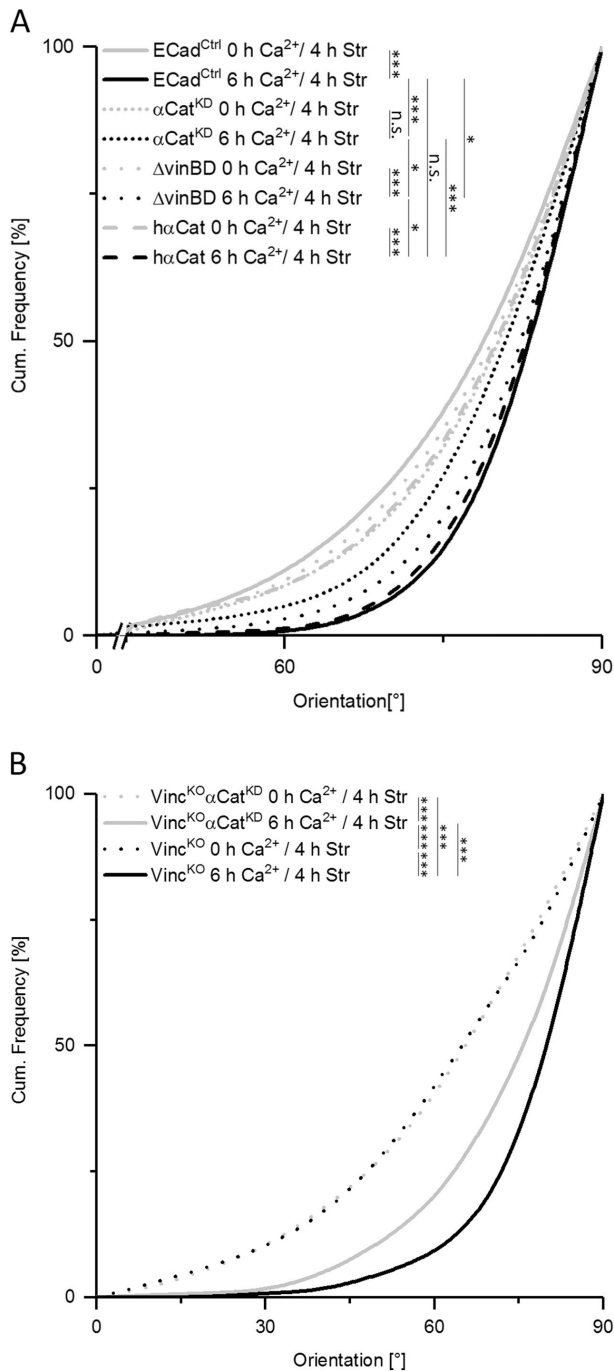 A
100
50
0
Cum. Frequency [%]
ECad^Ctrl 0 h Ca²⁺/ 4 h Str
ECad^Ctrl 6 h Ca²⁺/ 4 h Str
αCat^KD 0 h Ca²⁺/ 4 h Str
αCat^KD 6 h Ca²⁺/ 4 h Str
ΔvinBD 0 h Ca²⁺/ 4 h Str
ΔvinBD 6 h Ca²⁺/ 4 h Str
hαCat 0 h Ca²⁺/ 4 h Str
hαCat 6 h Ca²⁺/ 4 h Str
***
n.s.
***
***
***
*
*
n.s.
***
*
0 60 90
Orientation[°]
B
100
50
0
Cum. Frequency [%]
Vinc^KO αCat^KD 0 h Ca²⁺ / 4 h Str
Vinc^KO αCat^KD 6 h Ca²⁺ / 4 h Str
Vinc^KO 0 h Ca²⁺ / 4 h Str
Vinc^KO 6 h Ca²⁺ / 4 h Str
***
***
***
***
***
0 30 60 90
Orientation [°]